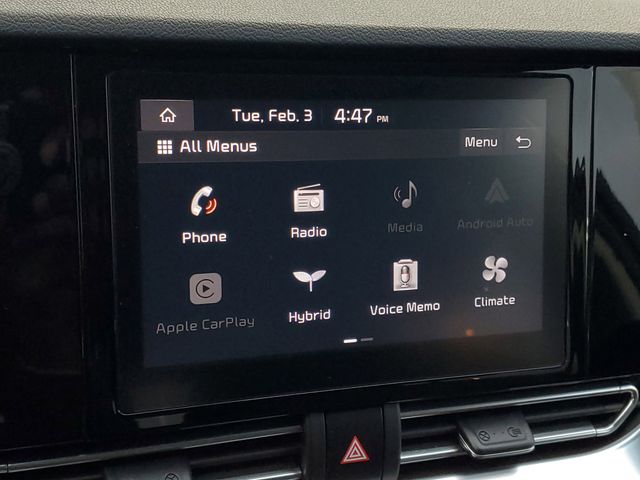 Tue, Feb. 3 4:47 PM
All Menus Menu
Phone Radio Media Android Auto
Apple CarPlay Hybrid Voice Memo Climate